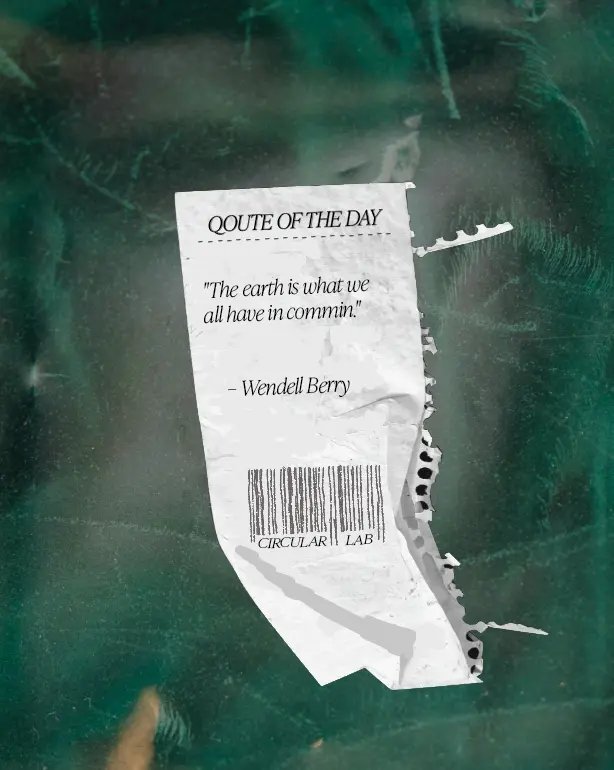 QOUTE OF THE DAY
"The earth is what we
all have in commin."
– Wendell Berry
CIRCULAR LAB